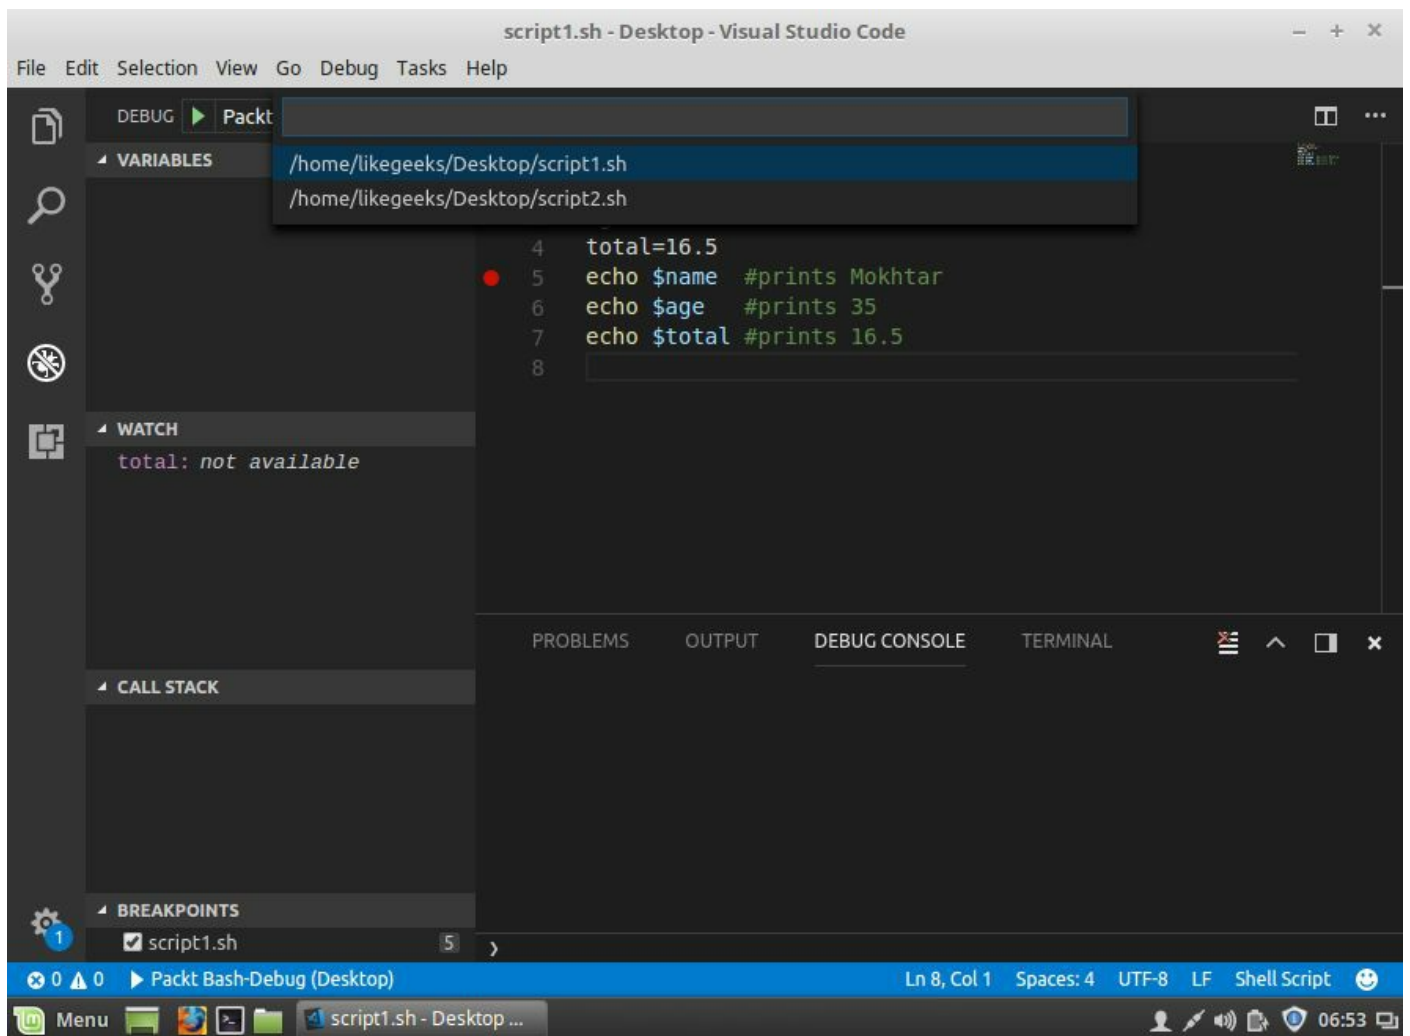 script1.sh - Desktop - Visual Studio Code
File Edit Selection View Go Debug Tasks Help
DEBUG Packt
/home/likegeeks/Desktop/script1.sh
/home/likegeeks/Desktop/script2.sh
VARIABLES
4 total=16.5
5 echo $name #prints Mokhtar
6 echo $age #prints 35
7 echo $total #prints 16.5
8
WATCH
total: not available
PROBLEMS OUTPUT DEBUG CONSOLE TERMINAL
CALL STACK
BREAKPOINTS
script1.sh 5
1
0 0 Packt Bash-Debug (Desktop) Ln 8, Col 1 Spaces: 4 UTF-8 LF Shell Script
Menu script1.sh - Desktop ... 06:53